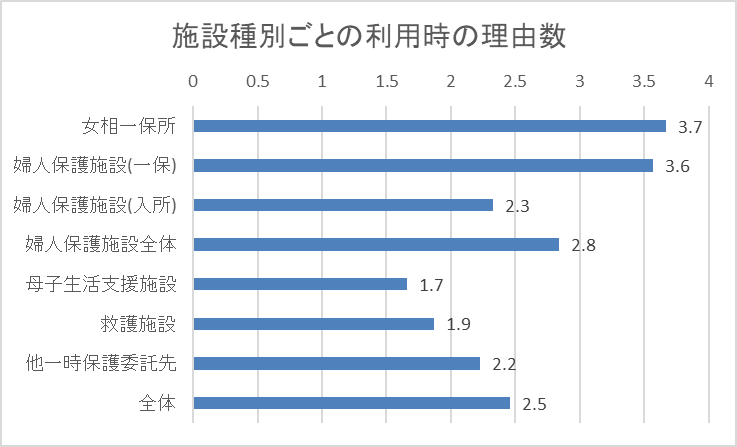 施設種別ごとの利用時の理由数
0 0.5 1 1.5 2 2.5 3 3.5 4
女相一保所 3.7
婦人保護施設(一保) 3.6
婦人保護施設(入所) 2.3
婦人保護施設全体 2.8
母子生活支援施設 1.7
救護施設 1.9
他一時保護委託先 2.2
全体 2.5